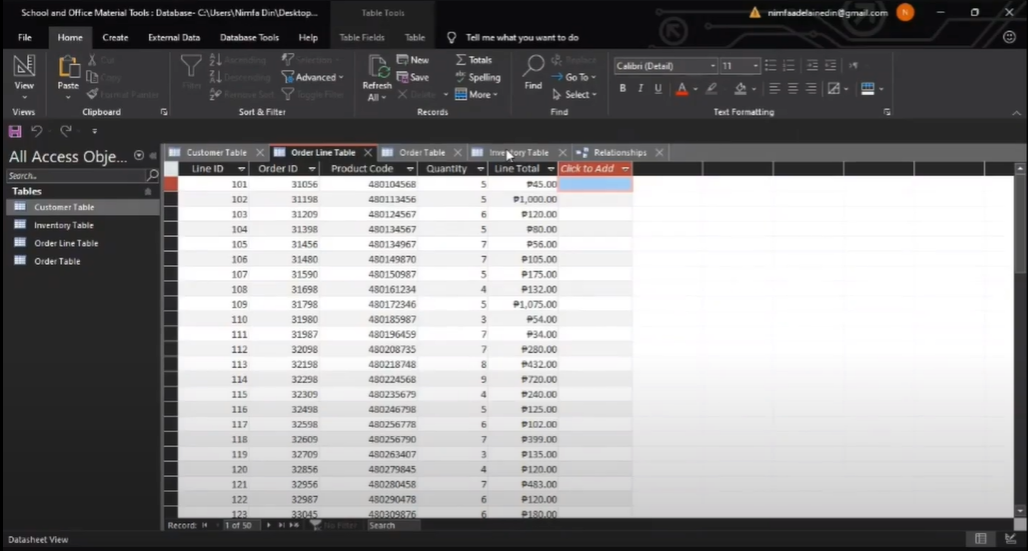 School and Office Material Tools : Database- C:\Users\Nimfa Din\Desktop...
Table Tools
nimfaadelainedin@gmail.com
N
File Home Create External Data Database Tools Help Table Fields Table Tell me what you want to do
View
Paste
Cut
Copy
Format Painter
Filter
Ascending
Descending
Remove Sort
Selection
Advanced
Toggle Filter
Refresh All
New
Save
Delete
Totals
Spelling
More
Find
Replace
Go To
Select
Calibri (Detail) 11
B I U A
Views Clipboard Sort & Filter Records Find Text Formatting
All Access Obje...
Search..
Tables
Customer Table
Inventory Table
Order Line Table
Order Table
Customer Table Order Line Table Order Table Inventory Table Relationships
Line ID Order ID Product Code Quantity Line Total Click to Add
101 31056 480104568 5 ₱45.00
102 31198 480113456 5 ₱1,000.00
103 31209 480124567 6 ₱120.00
104 31398 480134567 5 ₱80.00
105 31456 480134967 7 ₱56.00
106 31480 480149870 7 ₱105.00
107 31590 480150987 5 ₱175.00
108 31698 480161234 4 ₱132.00
109 31798 480172346 5 ₱1,075.00
110 31980 480185987 3 ₱54.00
111 31987 480196459 7 ₱34.00
112 32098 480208735 7 ₱280.00
113 32198 480218748 8 ₱432.00
114 32298 480224568 9 ₱720.00
115 32309 480235679 4 ₱240.00
116 32498 480246798 5 ₱125.00
117 32598 480256778 6 ₱102.00
118 32609 480256790 7 ₱399.00
119 32709 480263407 3 ₱135.00
120 32856 480279845 4 ₱120.00
121 32956 480280458 7 ₱483.00
122 32987 480290478 6 ₱120.00
123 33045 480309876 6 ₱180.00
Record: 1 of 50 No Filter Search
Datasheet View